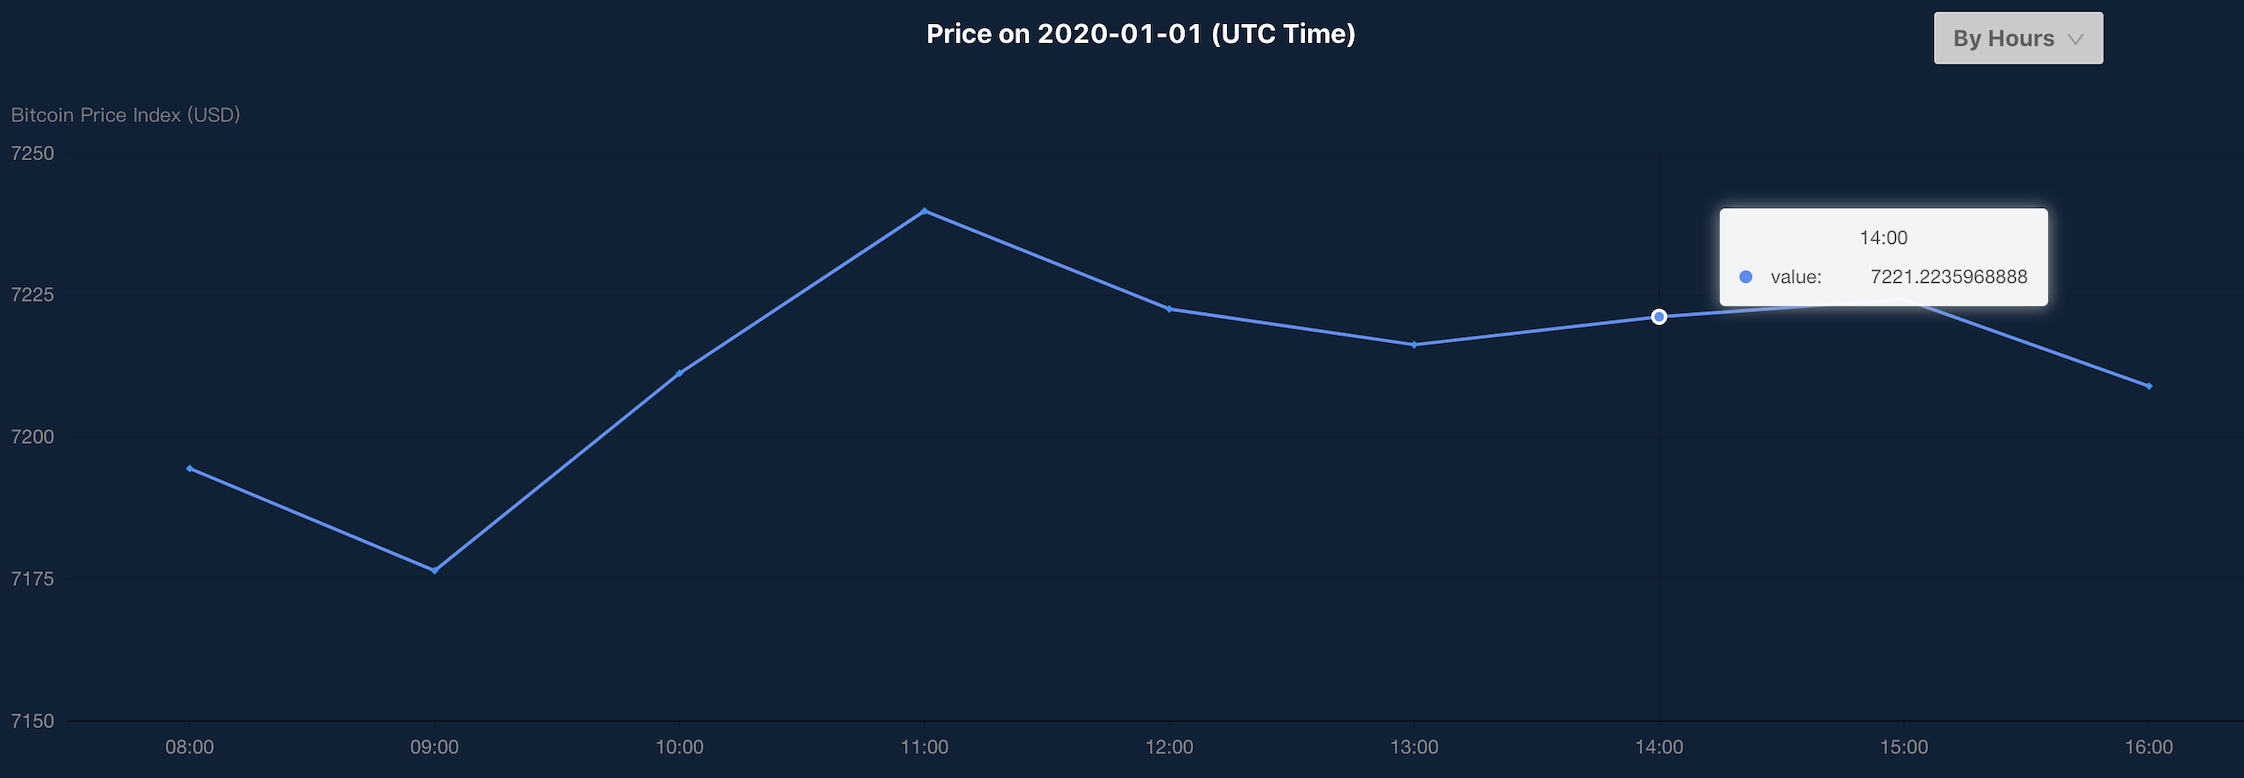 Price on 2020-01-01 (UTC Time)
By Hours
Bitcoin Price Index (USD)
7250
14:00
value: 7221.2235968888
7225
7200
7175
7150
08:00 09:00 10:00 11:00 12:00 13:00 14:00 15:00 16:00